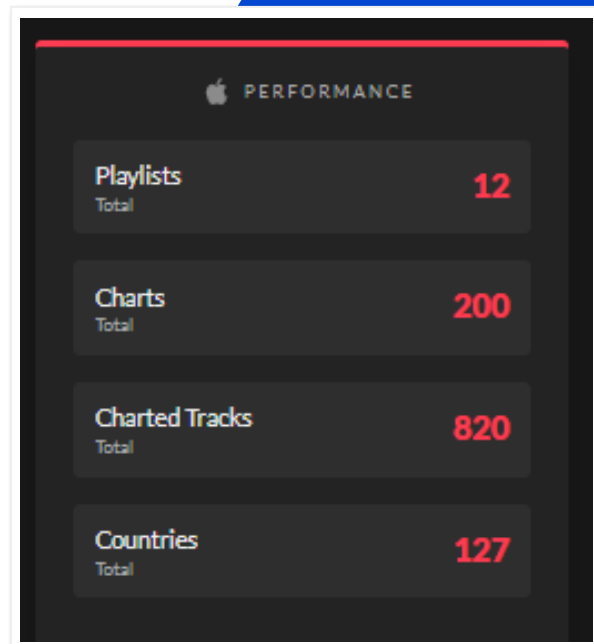 PERFORMANCE
Playlists
Total
12
Charts
Total
200
Charted Tracks
Total
820
Countries
Total
127